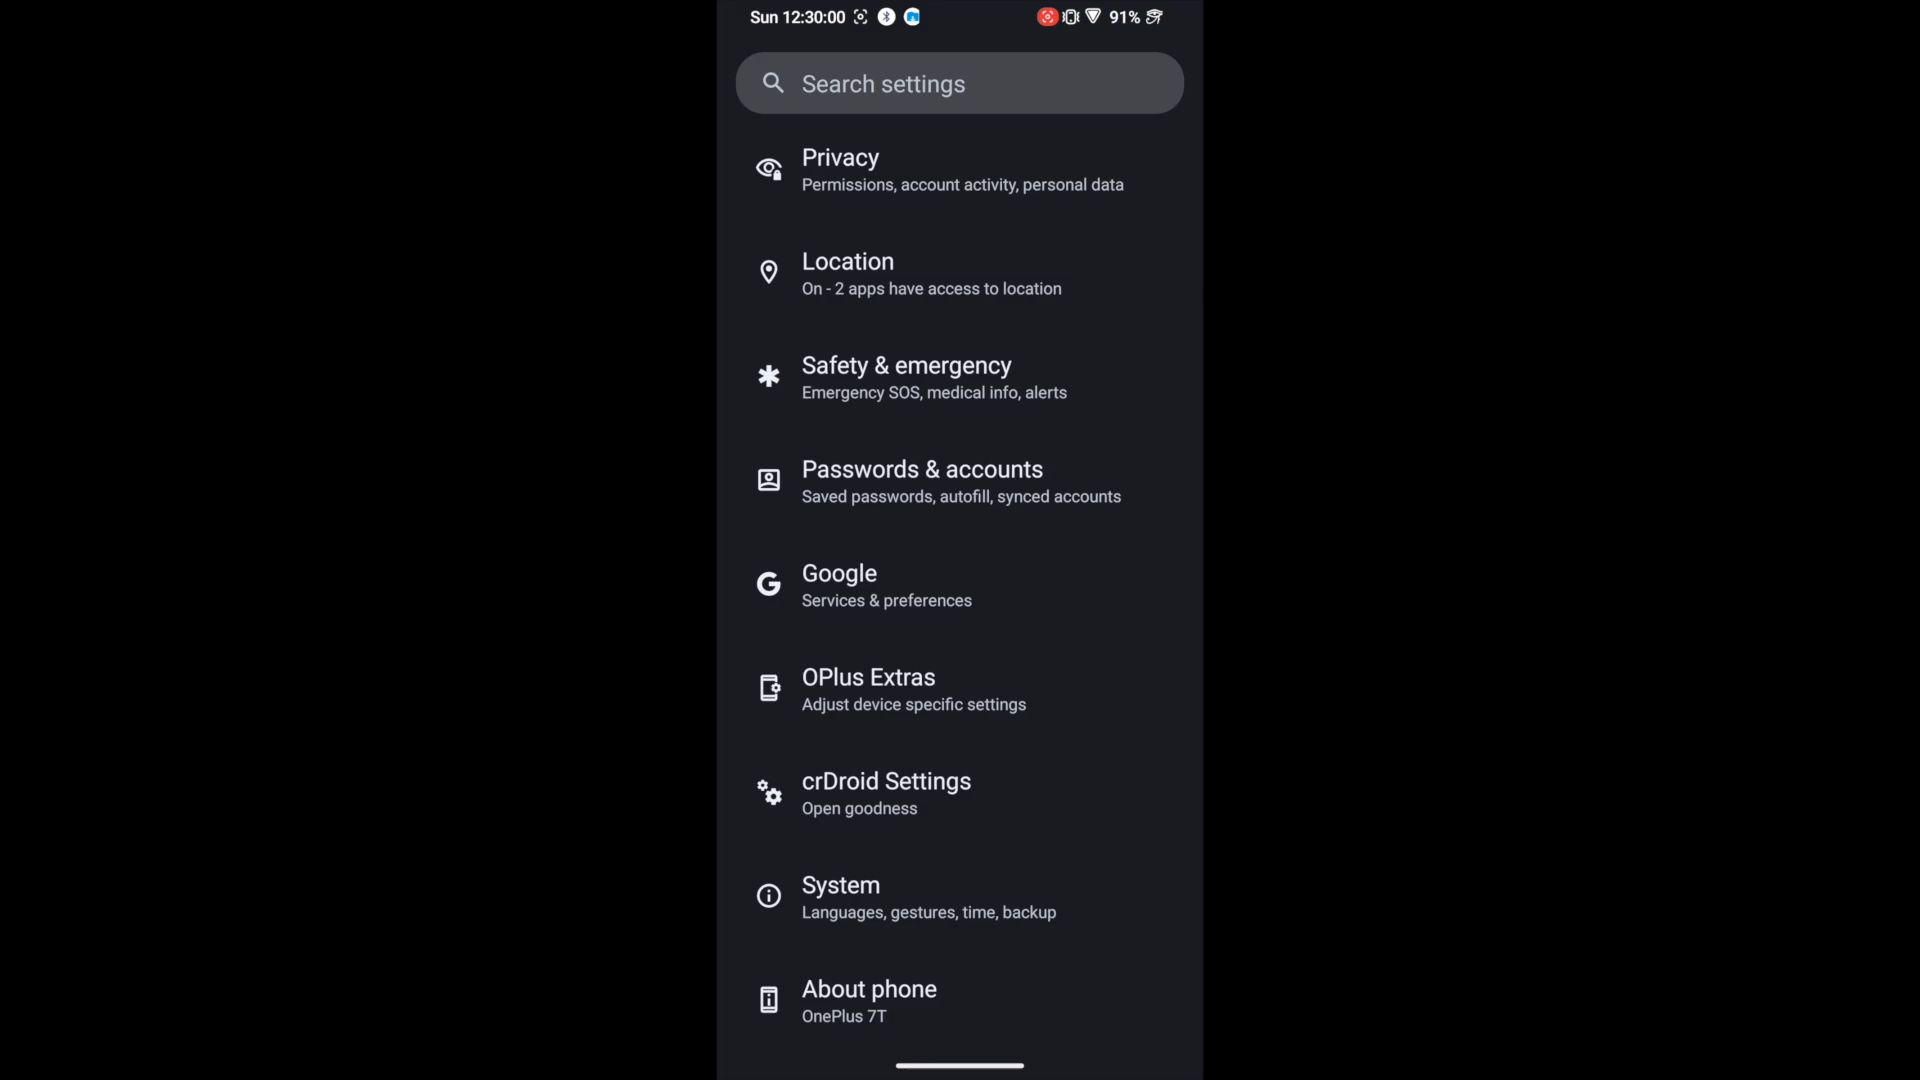 Sun 12:30:00 91%
Search settings
Privacy
Permissions, account activity, personal data
Location
On - 2 apps have access to location
Safety & emergency
Emergency SOS, medical info, alerts
Passwords & accounts
Saved passwords, autofill, synced accounts
Google
Services & preferences
OPlus Extras
Adjust device specific settings
crDroid Settings
Open goodness
System
Languages, gestures, time, backup
About phone
OnePlus 7T